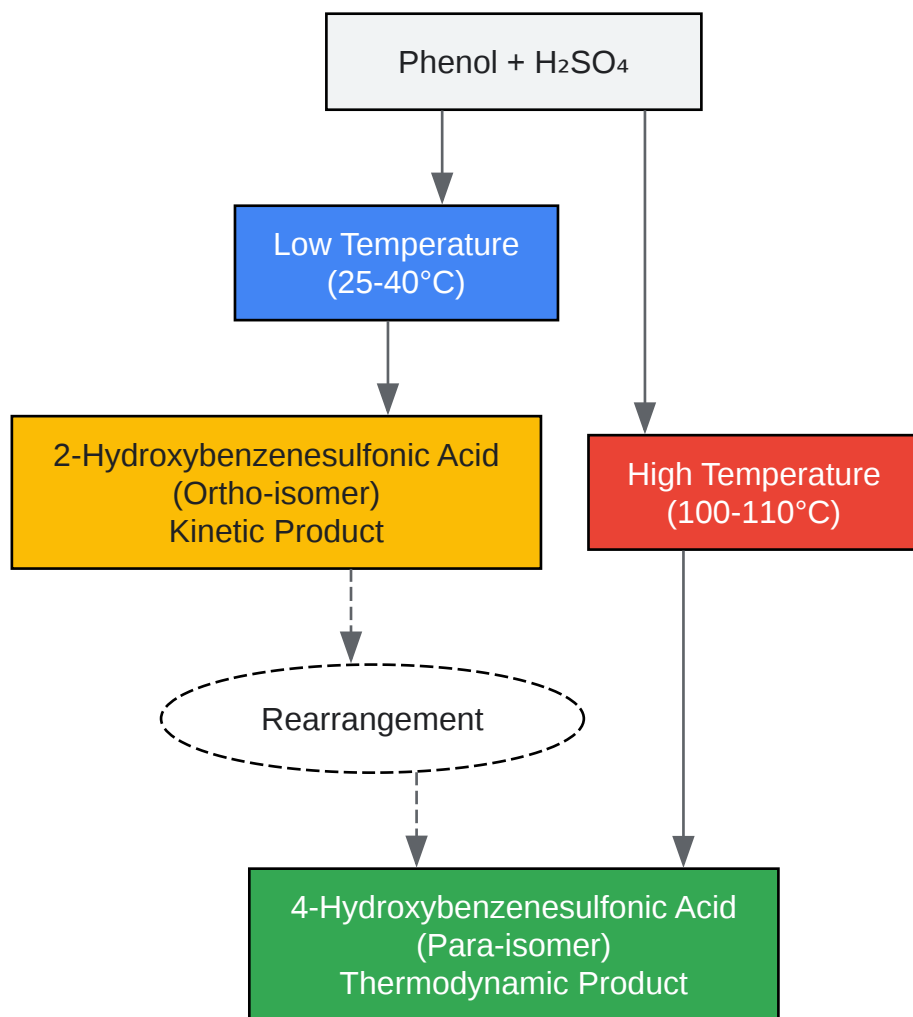 Phenol + H₂SO₄
Low Temperature
(25-40°C)
2-Hydroxybenzenesulfonic Acid
(Ortho-isomer)
Kinetic Product
High Temperature
(100-110°C)
Rearrangement
4-Hydroxybenzenesulfonic Acid
(Para-isomer)
Thermodynamic Product